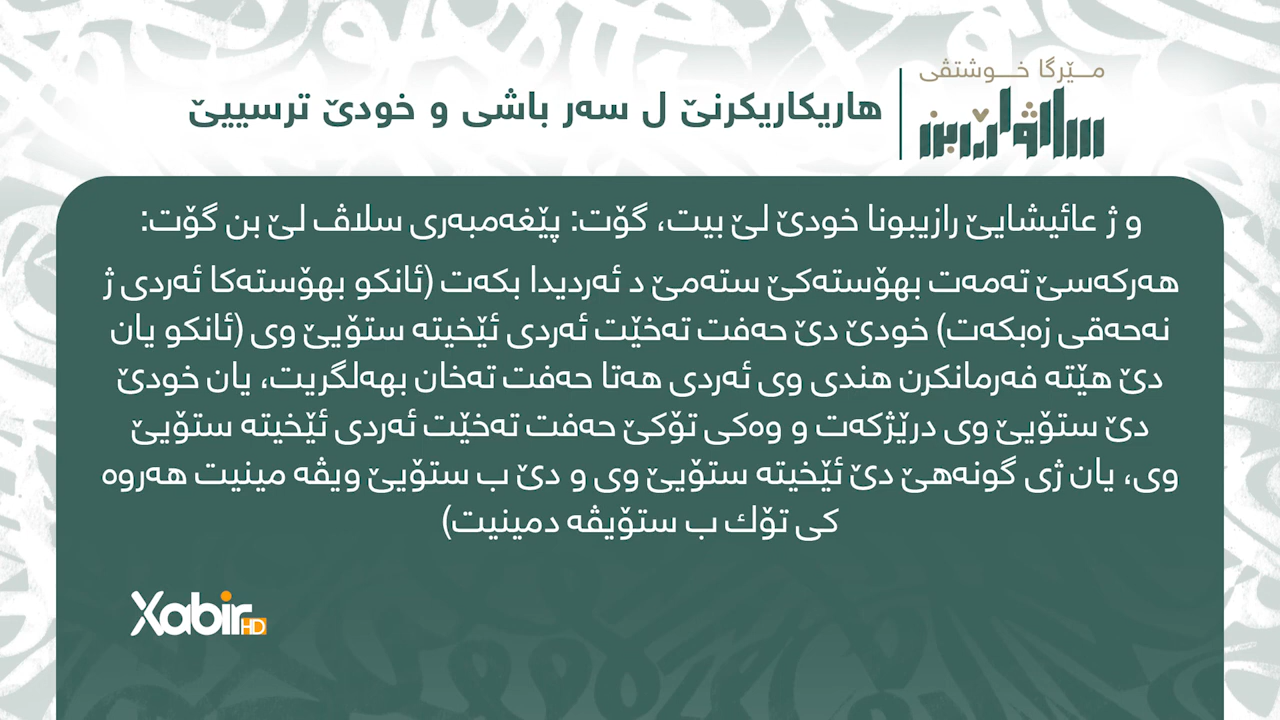 مێرگا خوشتڤی
هاریکاریکرنێ ل سەر باشی و خودێ ترسییێ
و ژ عائیشایێ رازیبونا خودێ لێ بیت، گۆت: پێغەمبەری سلاڤ لێ بن گۆت:
هەرکەسێ تەمەت بهۆستەکێ ستەمێ د ئەردیدا بکەت (ئانکو بهۆستەکا ئەردی ژ
نەحەقی زەبکەت) خودێ دێ حەفت تەخێت ئەردی ئێخیتە ستۆیێ وی (ئانکو یان
دێ هێتە فەرمانکرن هندی وی ئەردی هەتا حەفت تەخان بهەلگریت، یان خودێ
دێ ستۆیێ وی درێژکەت و وەکی تۆکێ حەفت تەخێت ئەردی ئێخیتە ستۆیێ
وی، یان ژی گونەهێ دێ ئێخیتە ستۆیێ وی و دێ ب ستۆیێ ویڤە مینیت هەروە
کی تۆك ب ستۆیڤە دمینیت)
Xabir HD